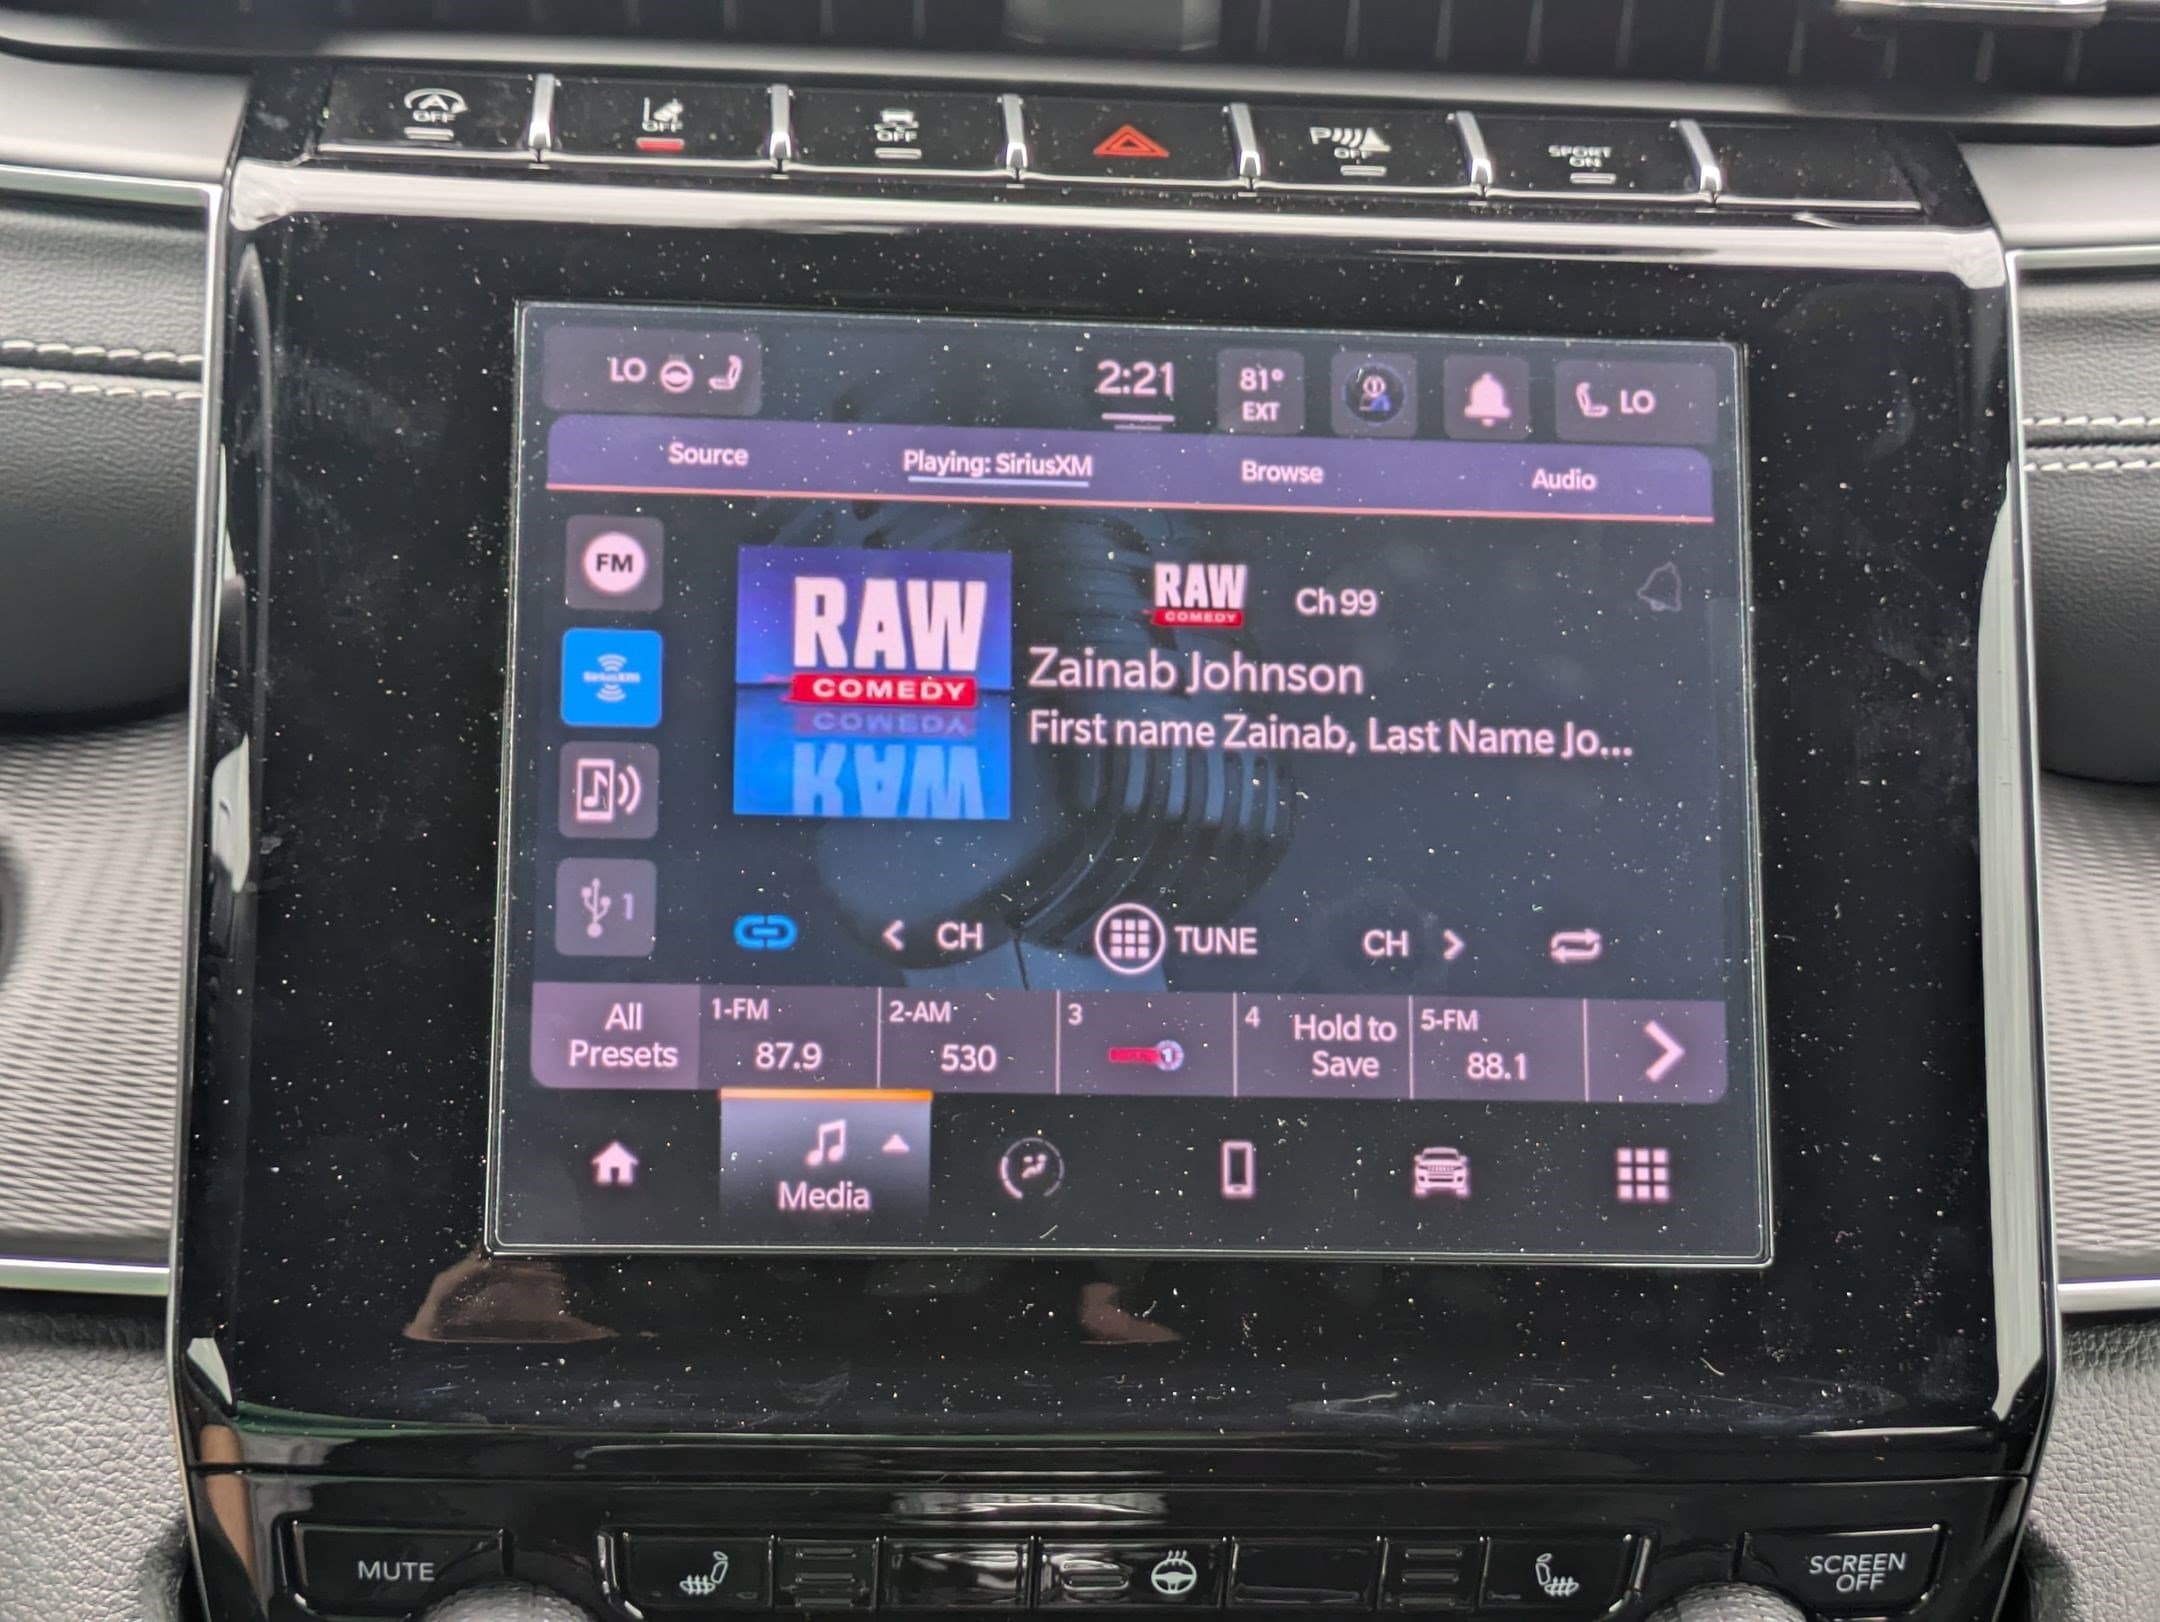 OFF
OFF
OFF
P OFF
SPORT
ON
LO
2:21
81°
EXT
LO
Source
Playing: SiriusXM
Browse
Audio
FM
SiriusXM
1
RAW
COMEDY
RAW
COMEDY
Ch 99
Zainab Johnson
First name Zainab, Last Name Jo...
CH
TUNE
CH
All
Presets
1-FM
87.9
2-AM
530
3
1
4
Hold to
Save
5-FM
88.1
Media
MUTE
SCREEN
OFF